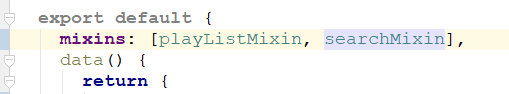 export default {
  mixins: [playListMixin, searchMixin],
  data() {
    return {